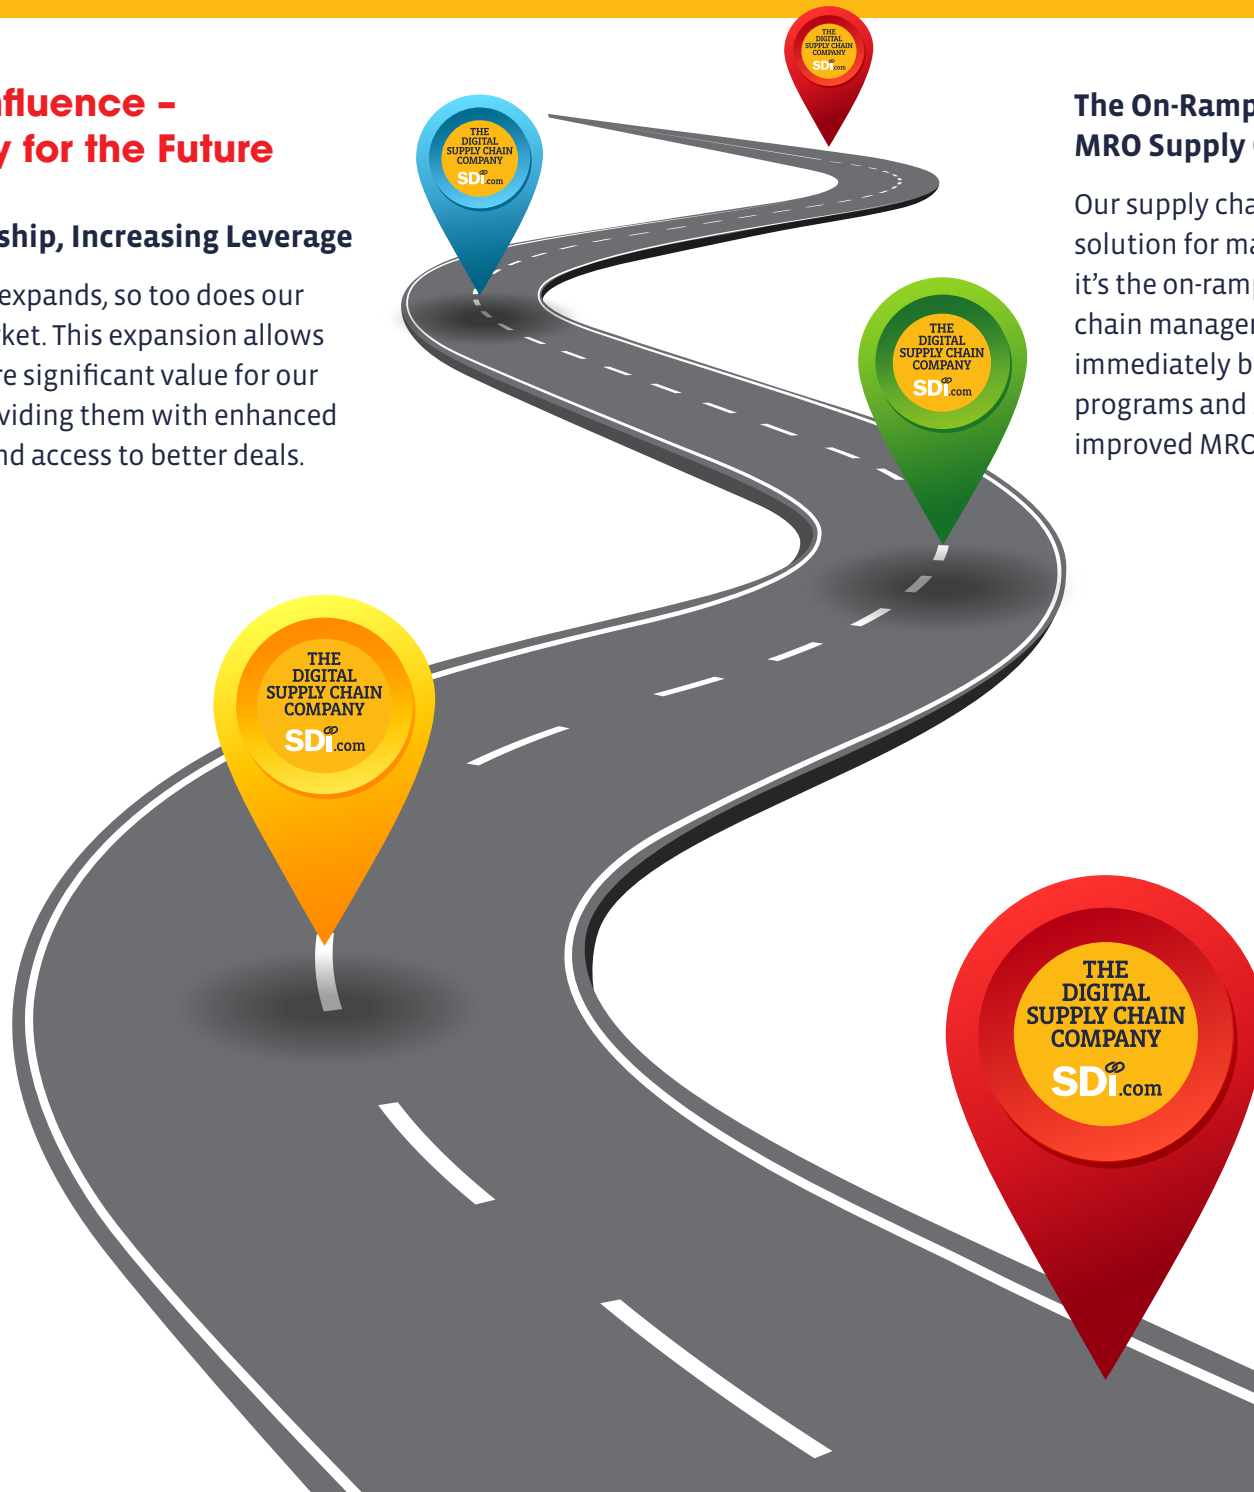 nfluence –
y for the Future
ship, Increasing Leverage
expands, so too does our
ket. This expansion allows
re significant value for our
viding them with enhanced
nd access to better deals.
THE
DIGITAL
SUPPLY CHAIN
COMPANY
SDi.com
THE
DIGITAL
SUPPLY CHAIN
COMPANY
SDi.com
The On-Ramp
MRO Supply
Our supply cha
solution for ma
it's the on-ramp
chain manager
immediately b
programs and
improved MRO
THE
DIGITAL
SUPPLY CHAIN
COMPANY
SDi.com
THE
DIGITAL
SUPPLY CHAIN
COMPANY
SDi.com
THE
DIGITAL
SUPPLY CHAIN
COMPANY
SDi.com